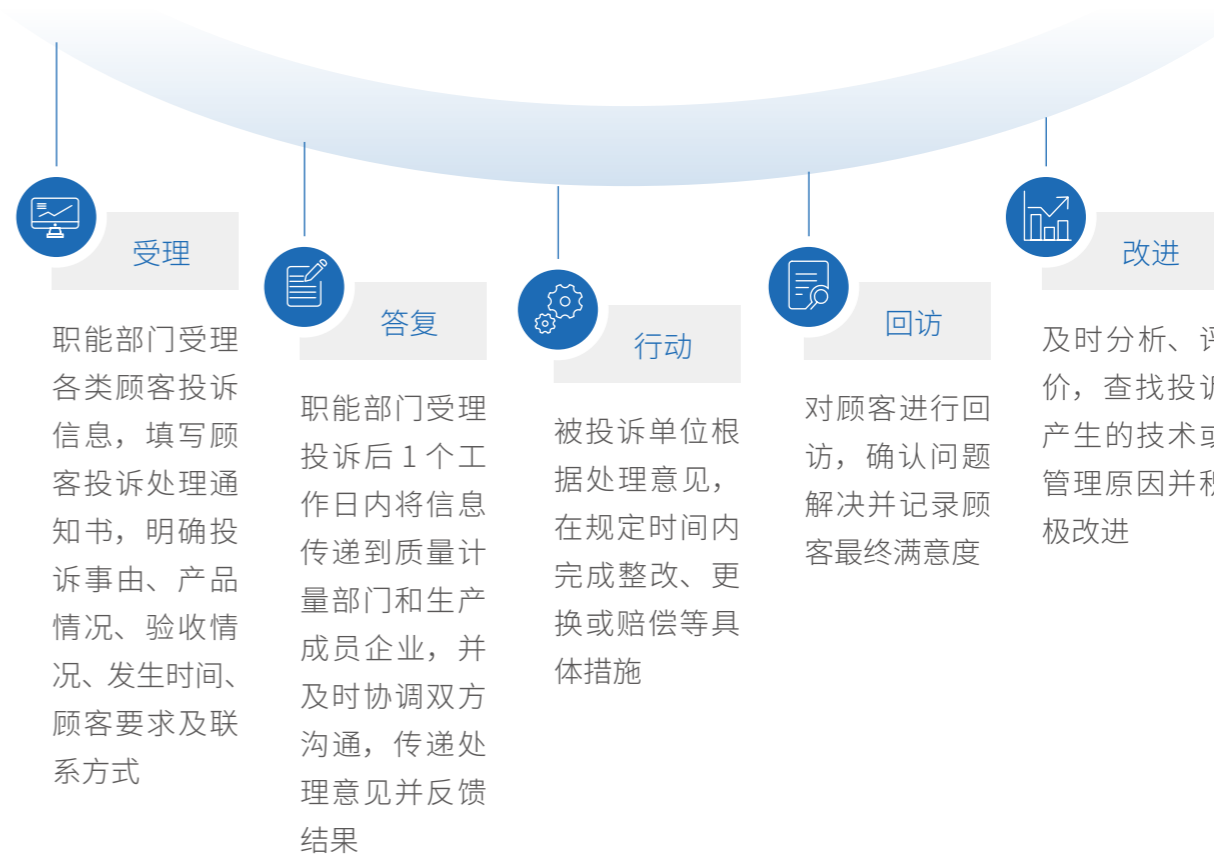 受理
职能部门受理
各类顾客投诉
信息，填写顾
客投诉处理通
知书，明确投
诉事由、产品
情况、验收情
况、发生时间、
顾客要求及联
系方式
答复
职能部门受理
投诉后 1 个工
作日内将信息
传递到质量计
量部门和生产
成员企业，并
及时协调双方
沟通，传递处
理意见并反馈
结果
行动
被投诉单位根
据处理意见，
在规定时间内
完成整改、更
换或赔偿等具
体措施
回访
对顾客进行回
访，确认问题
解决并记录顾
客最终满意度
改进
及时分析、评
价，查找投诉
产生的技术或
管理原因并积
极改进